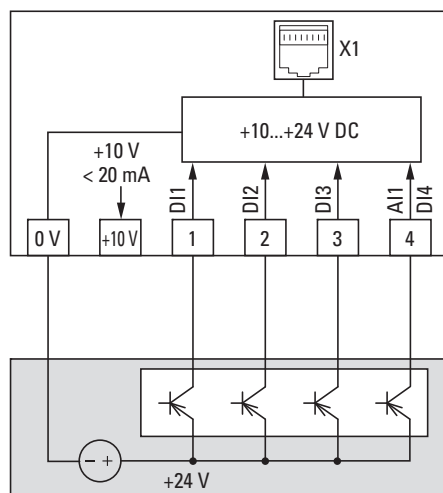 X1
+10...+24 V DC
+10 V
< 20 mA
DI1
DI2
DI3
AI1
DI4
0 V
+10 V
1
2
3
4
− +
+24 V